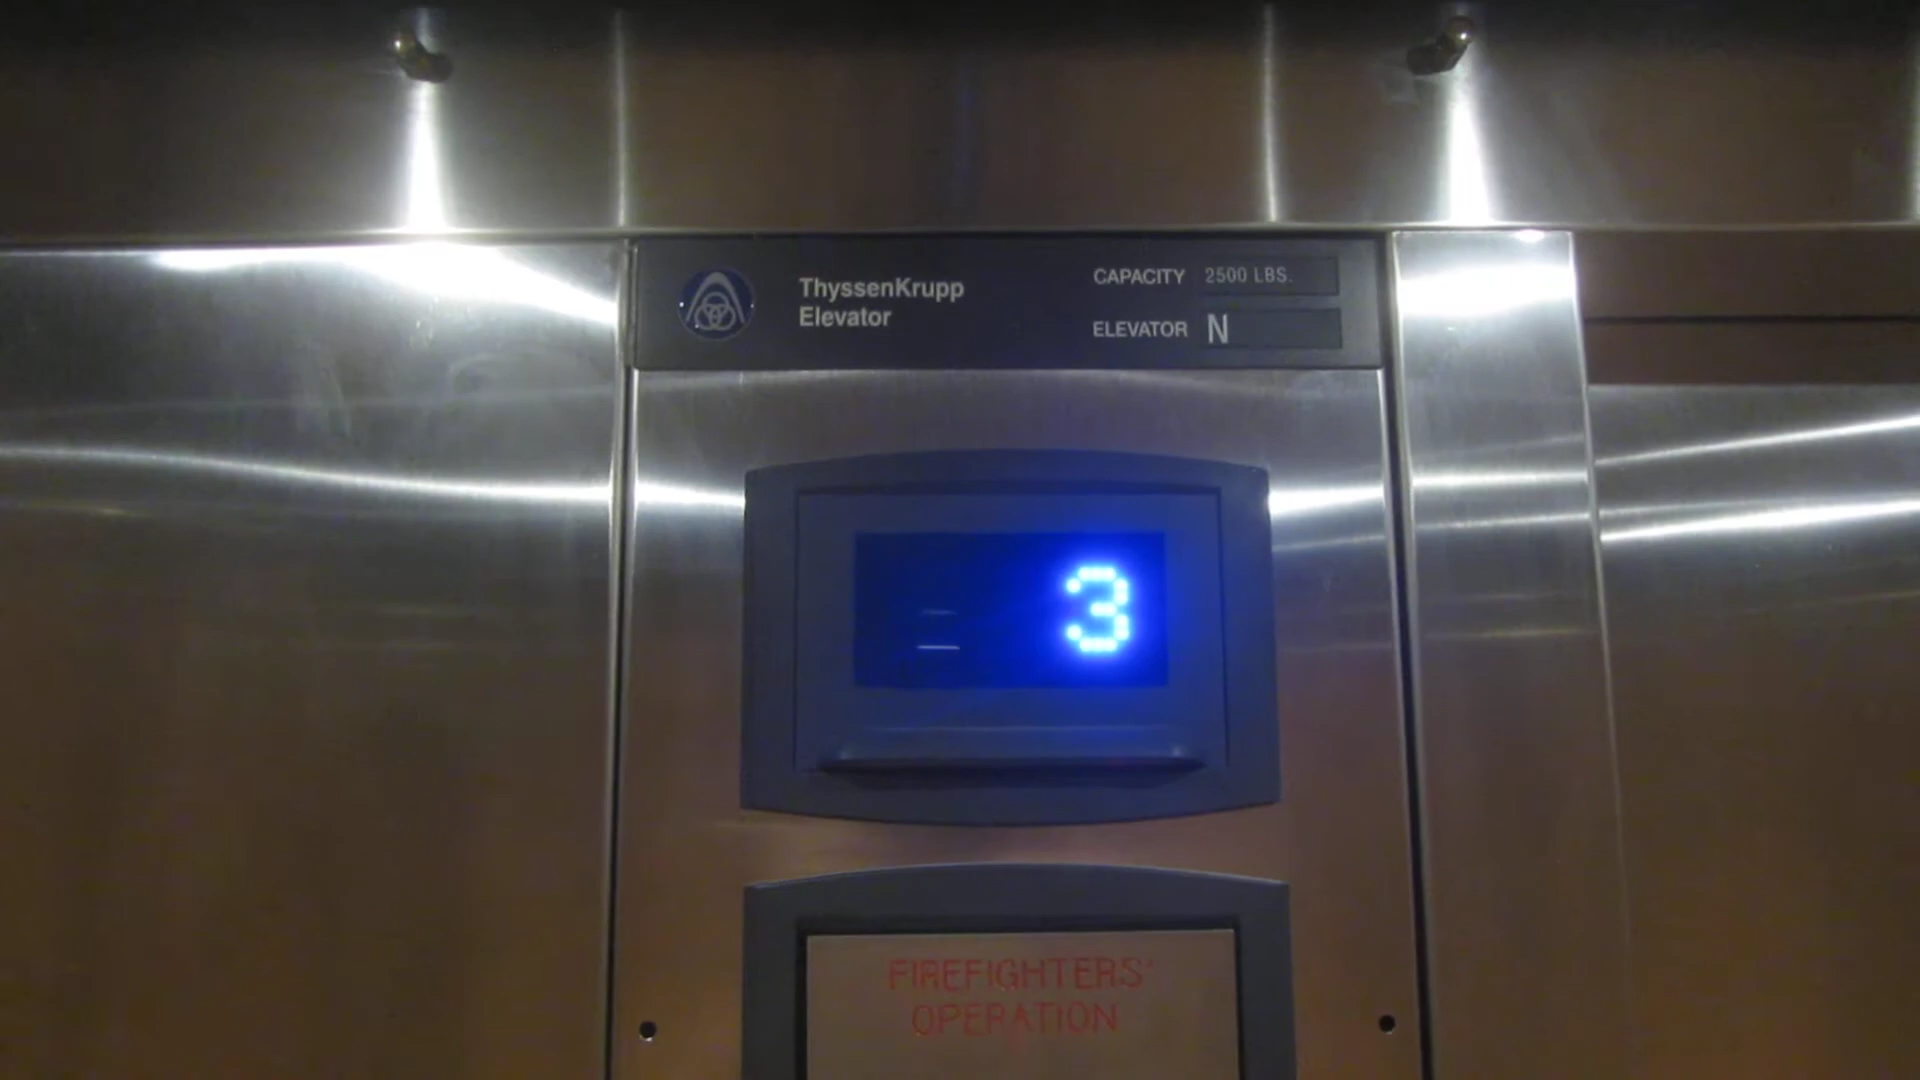 ThyssenKrupp
Elevator
CAPACITY 2500 LBS.
ELEVATOR N
3
FIREFIGHTERS'
OPERATION